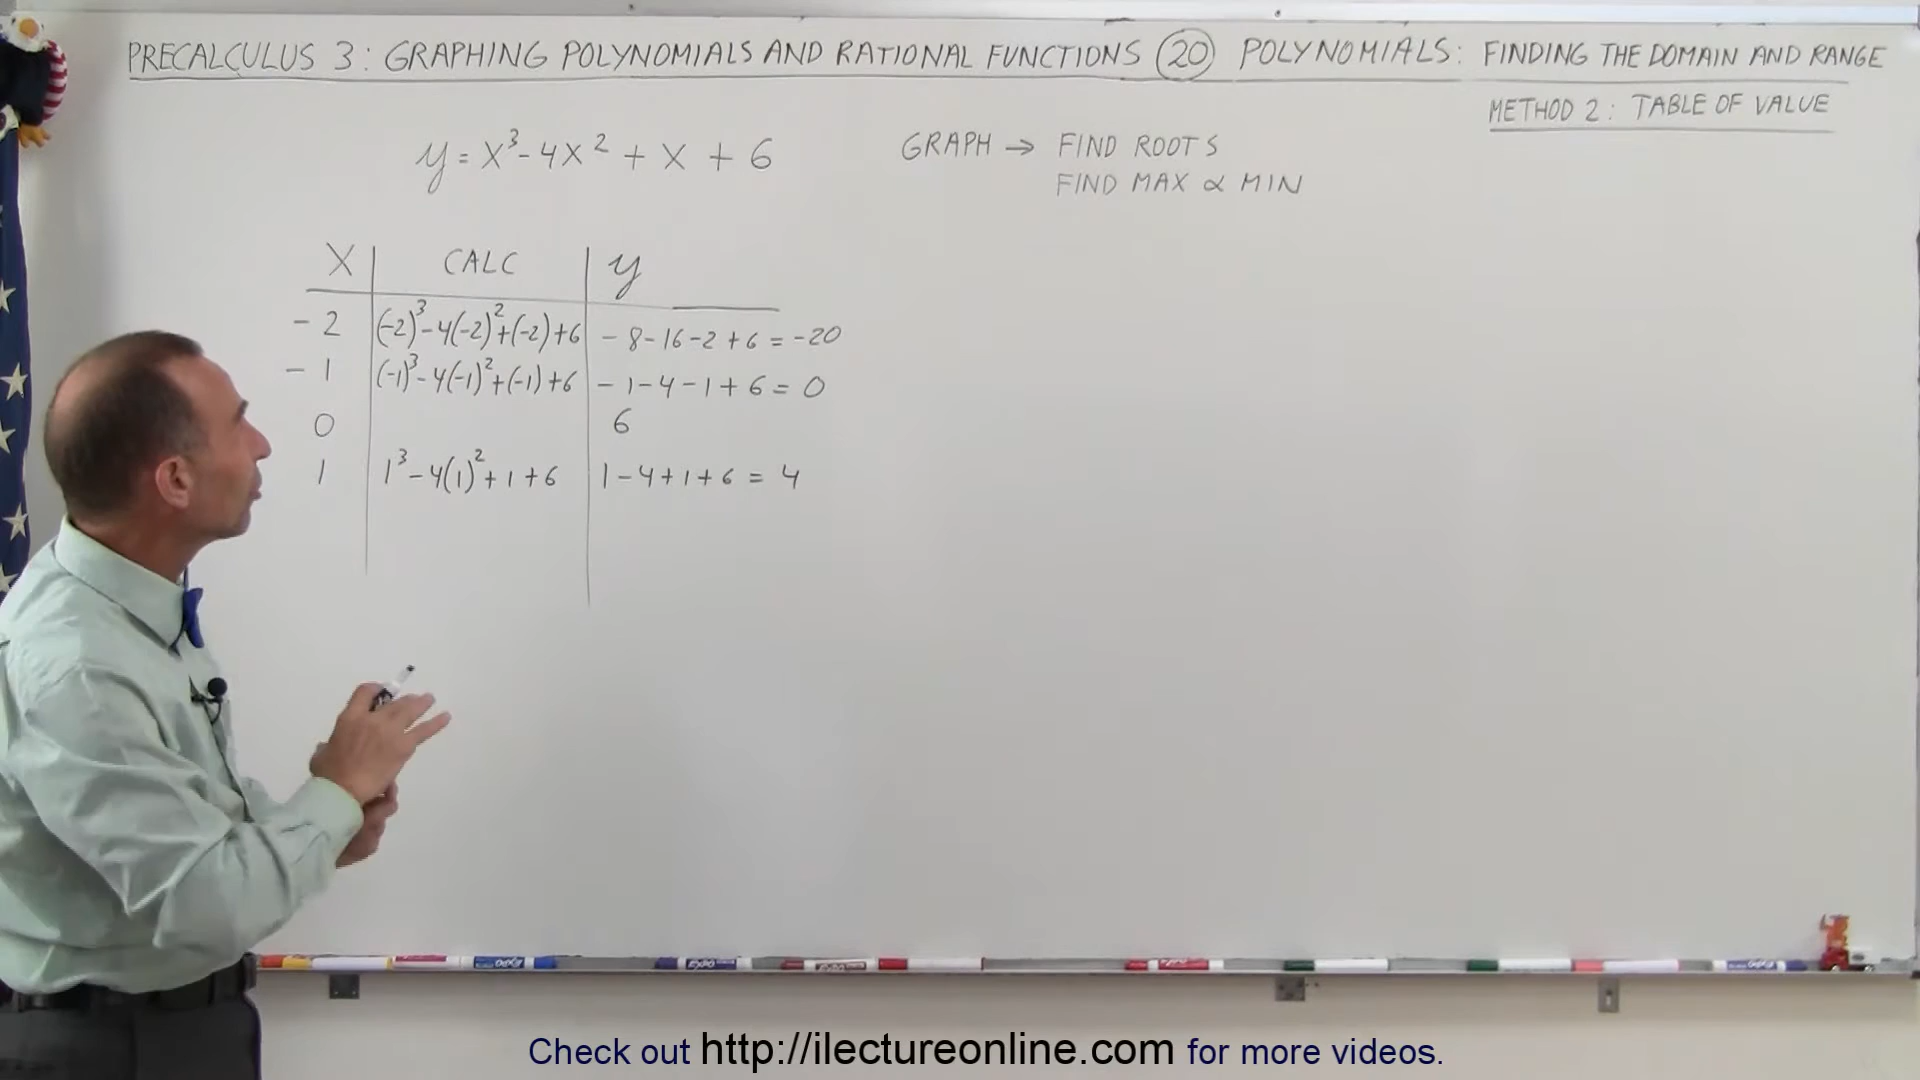 PRECALCULUS 3: GRAPHING POLYNOMIALS AND RATIONAL FUNCTIONS (20) POLYNOMIALS: FINDING THE DOMAIN AND RANGE
METHOD 2: TABLE OF VALUE
y = x³ - 4x² + x + 6
GRAPH → FIND ROOTS
FIND MAX & MIN
X | CALC | y
-2 | (-2)³-4(-2)²+(-2)+6 | -8-16-2+6=-20
-1 | (-1)³-4(-1)²+(-1)+6 | -1-4-1+6=0
0 | | 6
1 | 1³-4(1)²+1+6 | 1-4+1+6=4
EXPO EXPO
Check out http://ilectureonline.com for more videos.